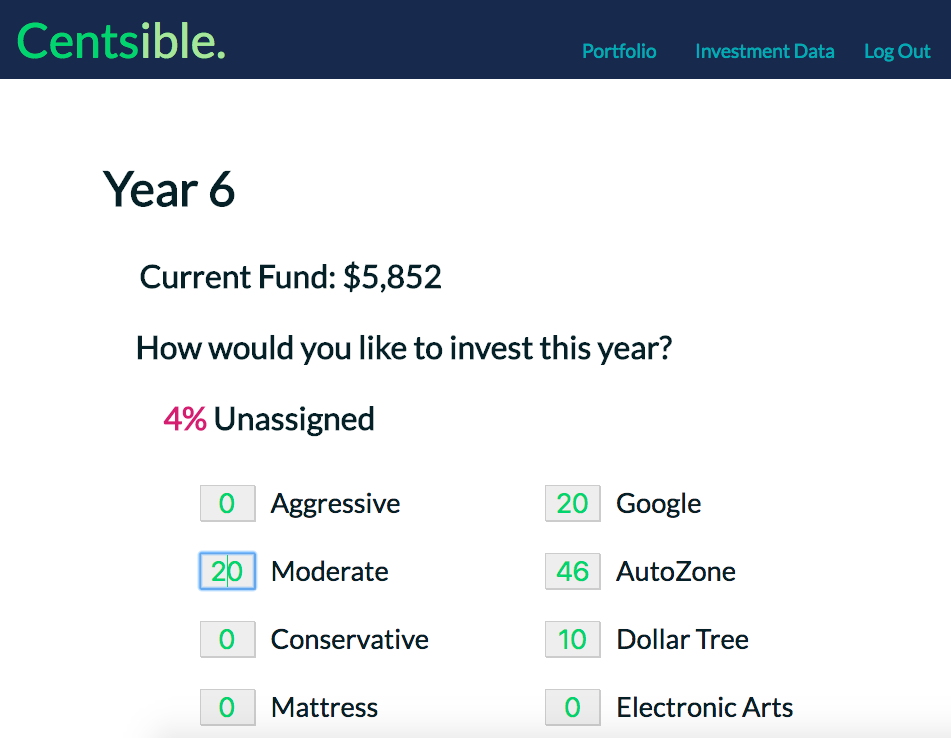 Centsible.
Portfolio Investment Data Log Out
Year 6
Current Fund: $5,852
How would you like to invest this year?
4% Unassigned
0 Aggressive 20 Google
20 Moderate 46 AutoZone
0 Conservative 10 Dollar Tree
0 Mattress 0 Electronic Arts